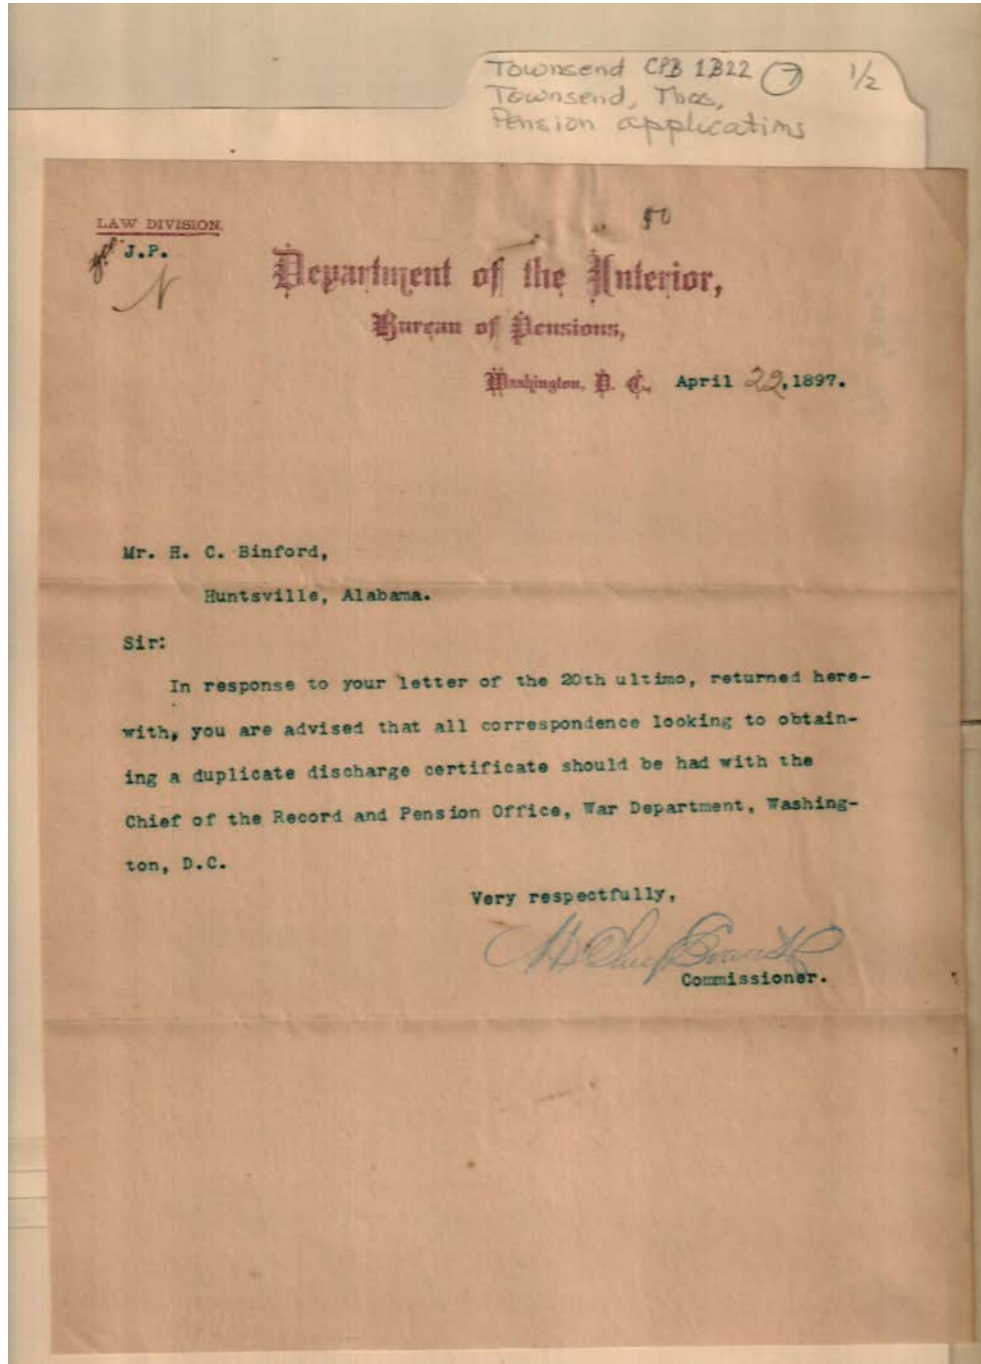 Townsend CPB 1B22 7 1/2
Townsend, Thos,
Pension applications
50
LAW DIVISION.
J.P.
N
Department of the Interior,
Bureau of Pensions,
Washington, D. C., April 22, 1897.
Mr. H. C. Binford,
Huntsville, Alabama.
Sir:
In response to your letter of the 20th ultimo, returned here-
with, you are advised that all correspondence looking to obtain-
ing a duplicate discharge certificate should be had with the
Chief of the Record and Pension Office, War Department, Washing-
ton, D.C.
Very respectfully,
Commissioner.